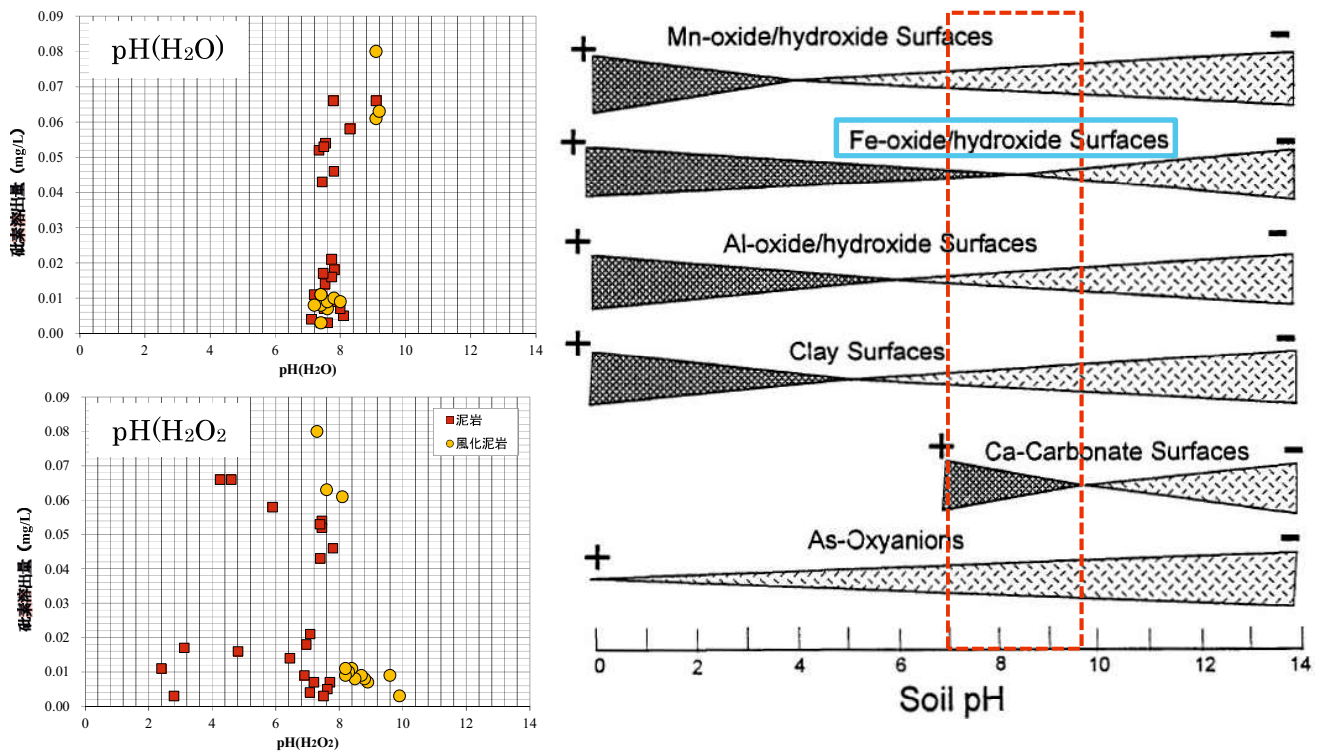 pH(H2O)
砒素溶出量（mg/L）
0.09
0.08
0.07
0.06
0.05
0.04
0.03
0.02
0.01
0.00
0 2 4 6 8 10 12 14
pH(H2O)
pH(H2O2
泥岩
風化泥岩
砒素溶出量（mg/L）
0.09
0.08
0.07
0.06
0.05
0.04
0.03
0.02
0.01
0.00
0 2 4 6 8 10 12 14
pH(H2O2)
Mn-oxide/hydroxide Surfaces
+ −
Fe-oxide/hydroxide Surfaces
+ −
Al-oxide/hydroxide Surfaces
+ −
Clay Surfaces
+ −
Ca-Carbonate Surfaces
+ −
As-Oxyanions
+ −
0 2 4 6 8 10 12 14
Soil pH